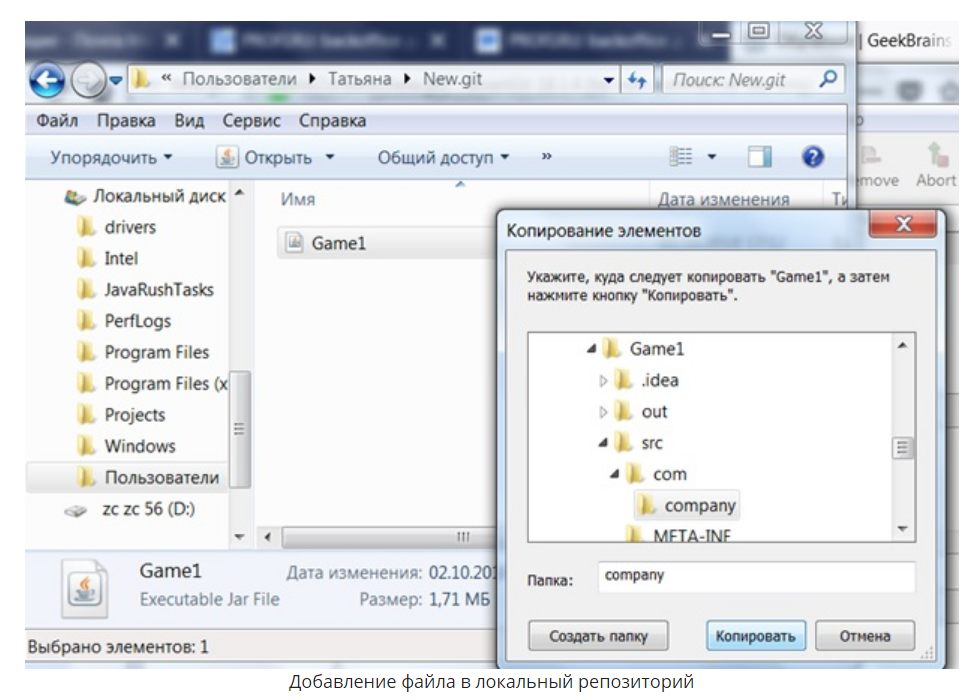 GeekBrains
« Пользователи Татьяна New.git
Поиск: New.git
Файл Правка Вид Сервис Справка
Упорядочить Открыть Общий доступ »
Abort
Локальный диск
Имя
Дата изменения
drivers
Game1
Intel
JavaRushTasks
PerfLogs
Program Files
Program Files (x
Projects
Windows
Пользователи
zc zc 56 (D:)
Game1
Дата изменения: 02.10.201
Executable Jar File
Размер: 1,71 МБ
Выбрано элементов: 1
Копирование элементов
Укажите, куда следует копировать "Game1", а затем
нажмите кнопку "Копировать".
Game1
.idea
out
src
com
company
META-INF
Папка: company
Создать папку Копировать Отмена
Добавление файла в локальный репозиторий